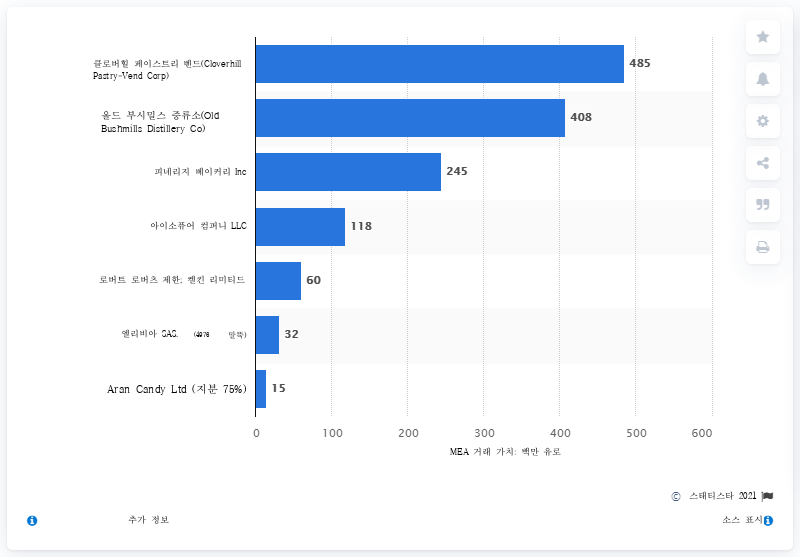 클로버힐 페이스트리 벤드(Cloverhill
Pastry-Vend Corp)
485
올드 부시밀스 증류소(Old
Bushmills Distillery Co)
408
피네리지 베이커리 Inc
245
아이소퓨어 컴퍼니 LLC
118
로버트 로버츠 제한; 켈킨 리미티드
60
엘리비아 SAS.
32
Aran Candy Ltd (지분 75%)
15
0 100 200 300 400 500 600
MEA 거래 가치: 백만 유로
© 스태티스타 2021
추가 정보
소스 표시